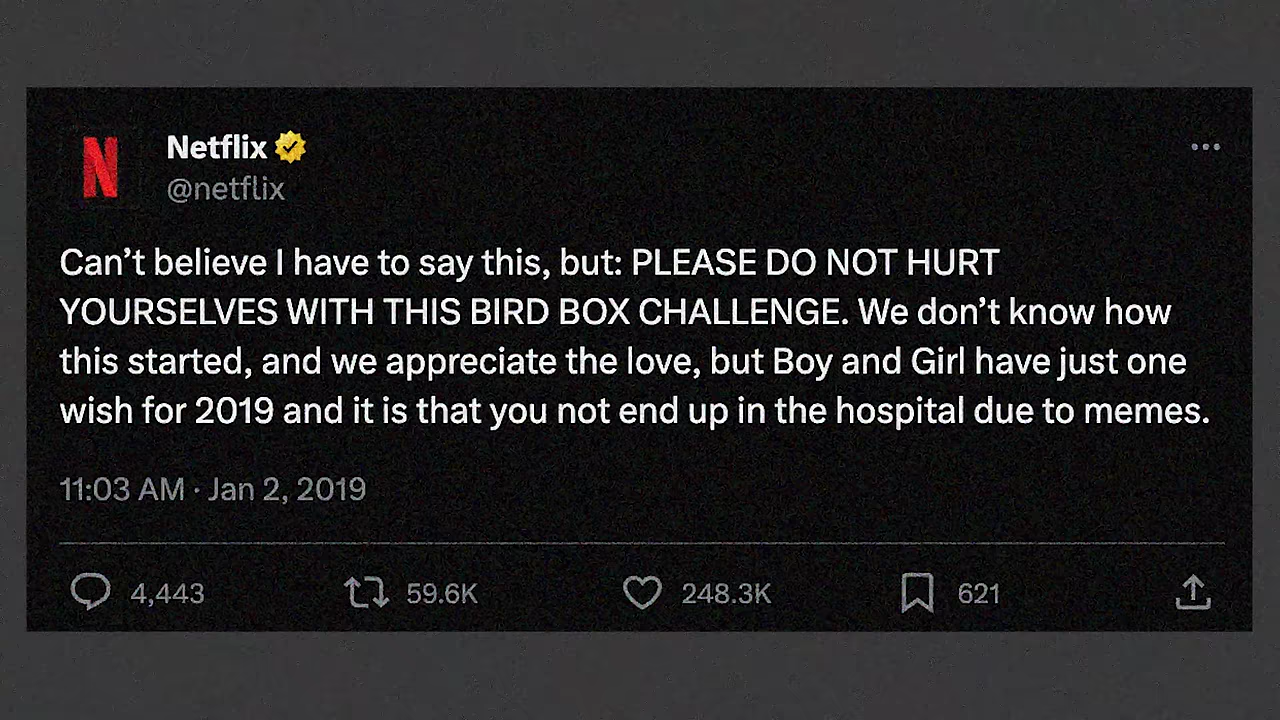 N
Netflix
@netflix
Can’t believe I have to say this, but: PLEASE DO NOT HURT
YOURSELVES WITH THIS BIRD BOX CHALLENGE. We don’t know how
this started, and we appreciate the love, but Boy and Girl have just one
wish for 2019 and it is that you not end up in the hospital due to memes.
11:03 AM · Jan 2, 2019
4,443 59.6K 248.3K 621